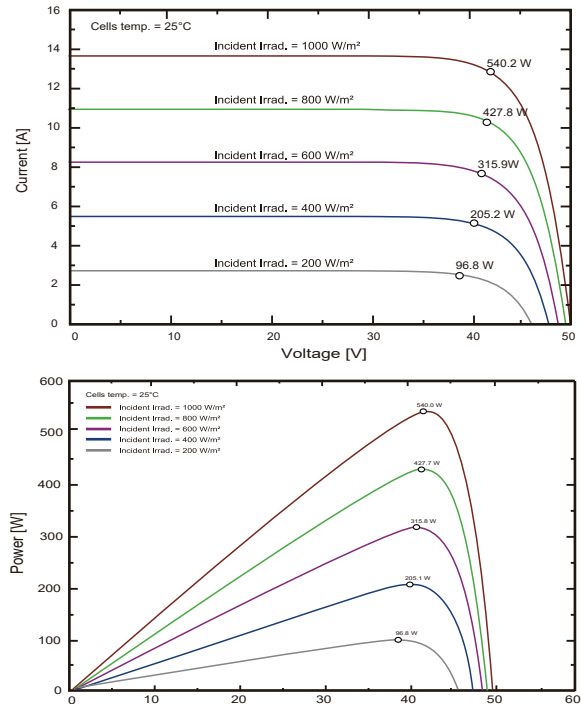 16
Cells temp. = 25°C
14
Incident Irrad. = 1000 W/m²
540.2 W
12
Incident Irrad. = 800 W/m²
427.8 W
10
Incident Irrad. = 600 W/m²
315.9W
8
Incident Irrad. = 400 W/m²
205.2 W
6
4
Incident Irrad. = 200 W/m²
96.8 W
2
0
Current [A]
0 10 20 30 40 50
Voltage [V]
600
Cells temp. = 25°C
Incident Irrad. = 1000 W/m²
Incident Irrad. = 800 W/m²
Incident Irrad. = 600 W/m²
Incident Irrad. = 400 W/m²
Incident Irrad. = 200 W/m²
540.0 W
500
427.7 W
400
315.8 W
300
205.1 W
200
96.8 W
100
0
Power [W]
0 10 20 30 40 50 60